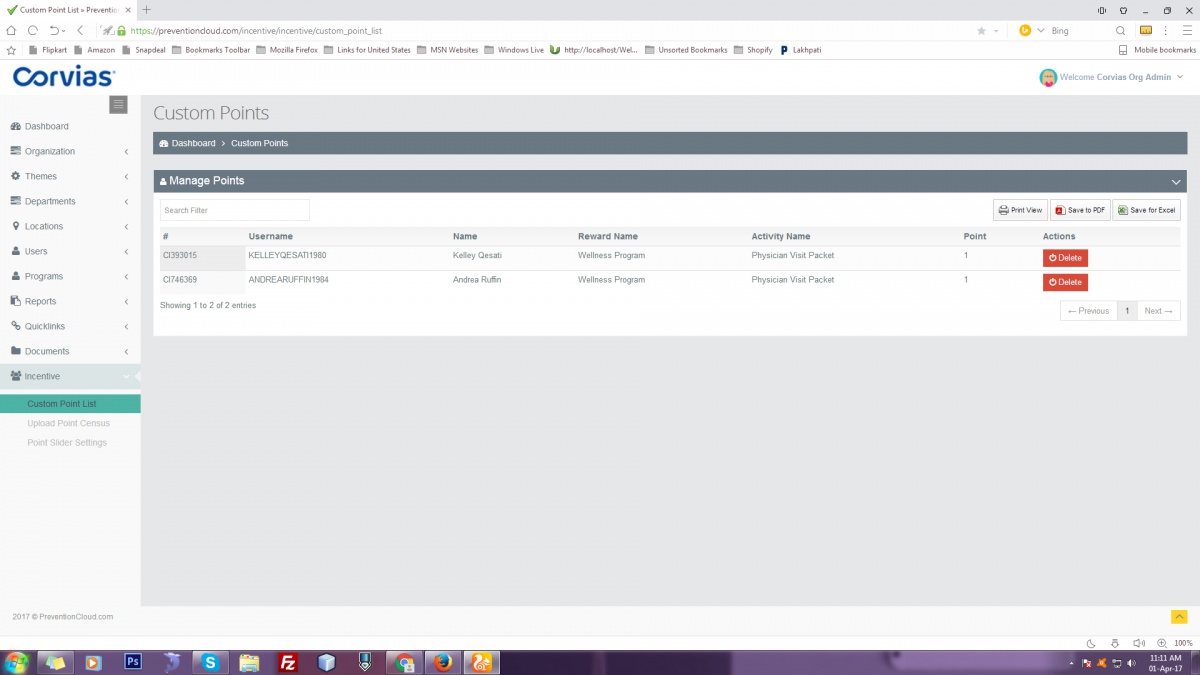 Custom Point List » Preventio
https://preventioncloud.com/incentive/incentive/custom_point_list
Bing
Flipkart Amazon Snapdeal Bookmarks Toolbar Mozilla Firefox Links for United States MSN Websites Windows Live http://localhost/Wel... Unsorted Bookmarks Shopify Lakhpati Mobile bookmarks
Corvias
Welcome Corvias Org Admin
Dashboard
Organization
Themes
Departments
Locations
Users
Programs
Reports
Quicklinks
Documents
Incentive
Custom Point List
Upload Point Census
Point Slider Settings
Custom Points
Dashboard > Custom Points
Manage Points
Search Filter
Print View Save to PDF Save for Excel
# Username Name Reward Name Activity Name Point Actions
CI393015 KELLEYQESATI1980 Kelley Qesati Wellness Program Physician Visit Packet 1 Delete
CI746369 ANDREARUFFIN1984 Andrea Ruffin Wellness Program Physician Visit Packet 1 Delete
Showing 1 to 2 of 2 entries
← Previous 1 Next →
2017 © PreventionCloud.com
100%
Ps
S
Fz
11:11 AM
01-Apr-17